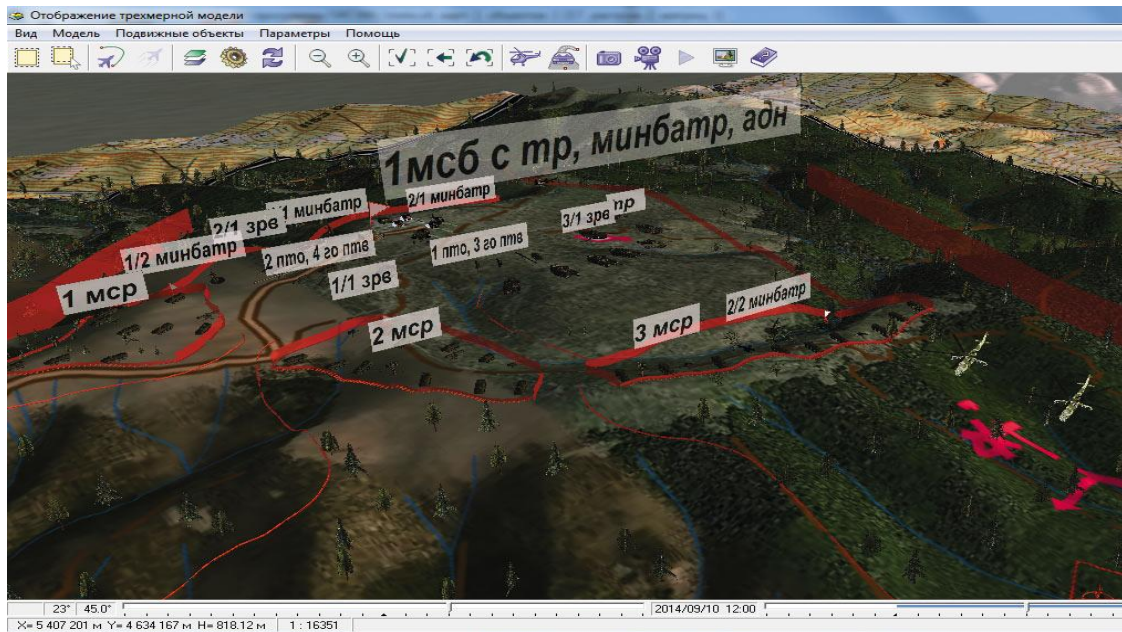 Отображение трехмерной модели
Вид Модель Подвижные объекты Параметры Помощь
1мсб с тр, минбатр, адн
2/1 минбатр
1 минбатр
2/1 зрв
3/1 зрв
тр
1/2 минбатр
2 пто, 4 го птв
1 пто, 3 го птв
1/1 зрв
1 мср
2/2 минбатр
2 мср
3 мср
23° 45.0° 2014/09/10 12:00
X= 5 407 201 м Y= 4 634 167 м H= 818.12 м 1 : 16351